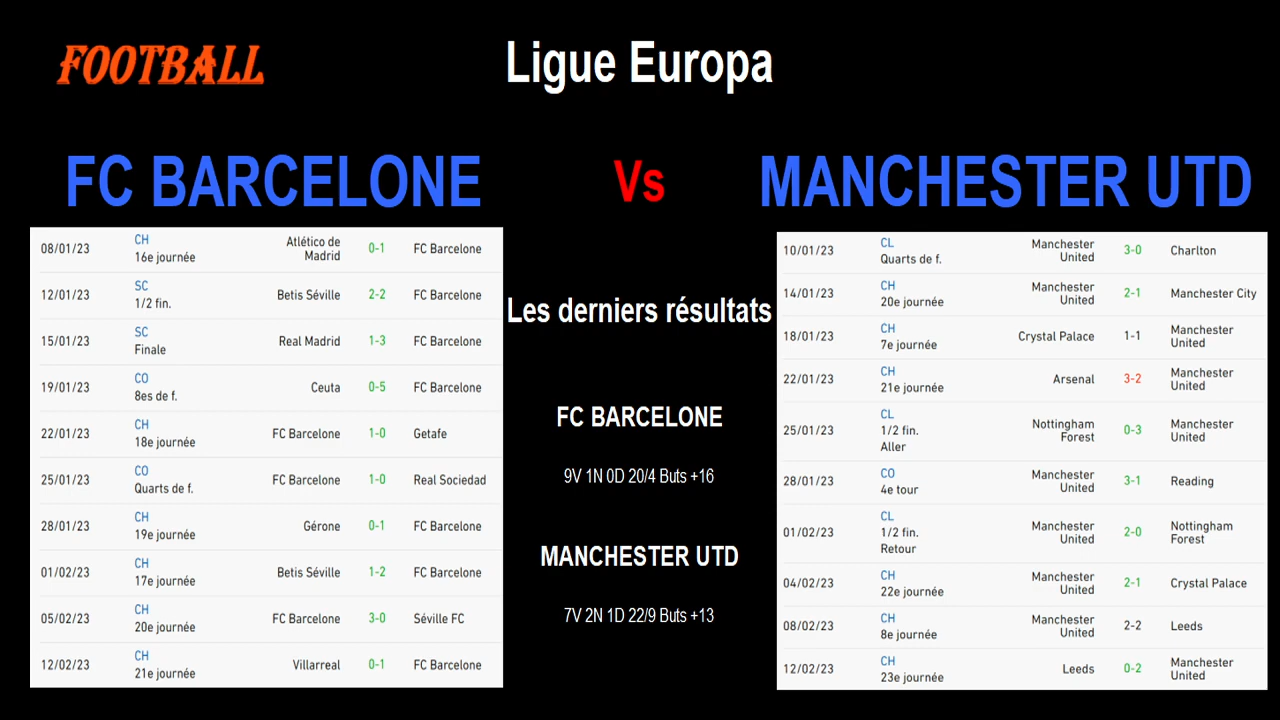 FOOTBALL
Ligue Europa
FC BARCELONE
Vs
MANCHESTER UTD
08/01/23 CH 16e journée Atlético de Madrid 0-1 FC Barcelone
12/01/23 SC 1/2 fin. Betis Séville 2-2 FC Barcelone
15/01/23 SC Finale Real Madrid 1-3 FC Barcelone
19/01/23 CO 8es de f. Ceuta 0-5 FC Barcelone
22/01/23 CH 18e journée FC Barcelone 1-0 Getafe
25/01/23 CO Quarts de f. FC Barcelone 1-0 Real Sociedad
28/01/23 CH 19e journée Gérone 0-1 FC Barcelone
01/02/23 CH 17e journée Betis Séville 1-2 FC Barcelone
05/02/23 CH 20e journée FC Barcelone 3-0 Séville FC
12/02/23 CH 21e journée Villarreal 0-1 FC Barcelone
Les derniers résultats
FC BARCELONE
9V 1N 0D 20/4 Buts +16
MANCHESTER UTD
7V 2N 1D 22/9 Buts +13
10/01/23 CL Quarts de f. Manchester United 3-0 Charlton
14/01/23 CH 20e journée Manchester United 2-1 Manchester City
18/01/23 CH 7e journée Crystal Palace 1-1 Manchester United
22/01/23 CH 21e journée Arsenal 3-2 Manchester United
25/01/23 CL 1/2 fin. Aller Nottingham Forest 0-3 Manchester United
28/01/23 CO 4e tour Manchester United 3-1 Reading
01/02/23 CL 1/2 fin. Retour Manchester United 2-0 Nottingham Forest
04/02/23 CH 22e journée Manchester United 2-1 Crystal Palace
08/02/23 CH 8e journée Manchester United 2-2 Leeds
12/02/23 CH 23e journée Leeds 0-2 Manchester United